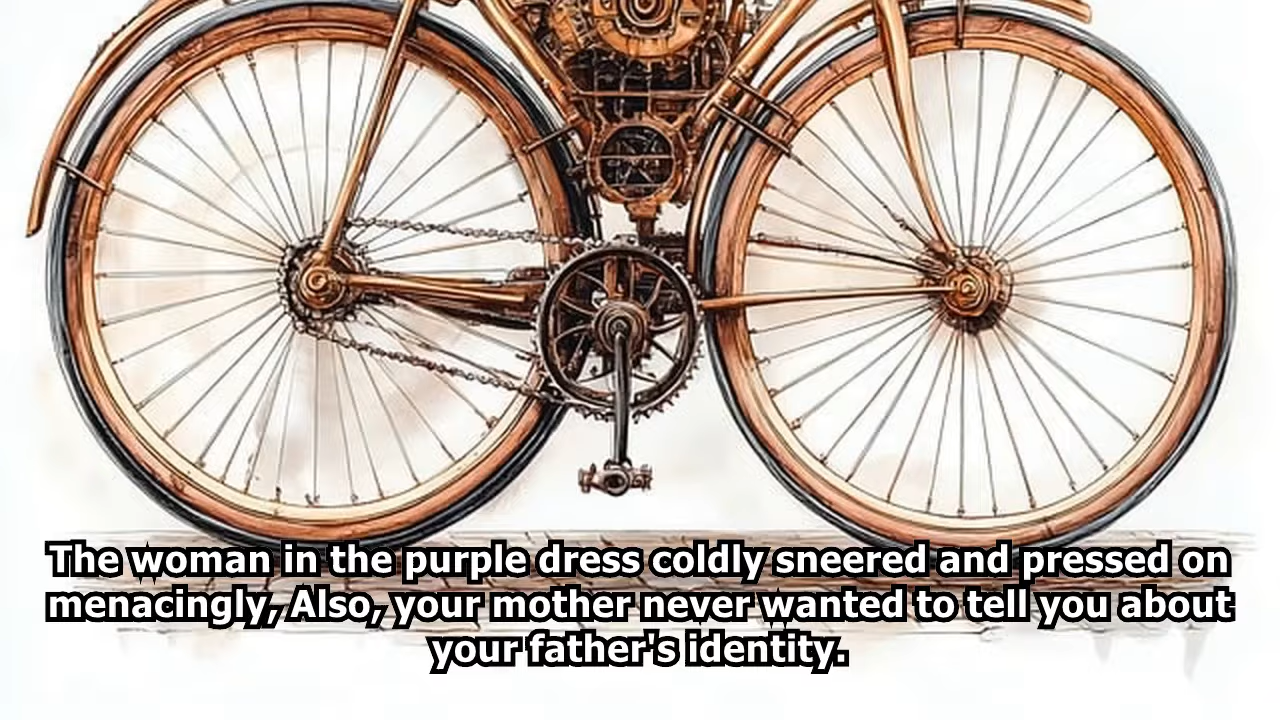 The woman in the purple dress coldly sneered and pressed on
menacingly, Also, your mother never wanted to tell you about
your father's identity.